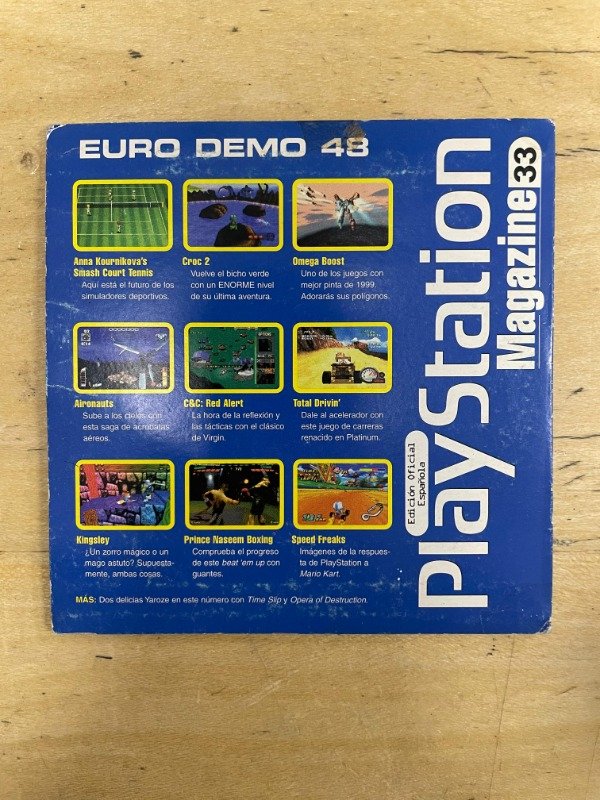 EURO DEMO 48
Anna Kournikova's
Smash Court Tennis
Aquí está el futuro de los
simuladores deportivos.
Croc 2
Vuelve el bicho verde
con un ENORME nivel
de su última aventura.
Omega Boost
Uno de los juegos con
mejor pinta de 1999.
Adorarás sus polígonos.
Aironauts
Sube a los cielos con
esta saga de acrobatas
aéreos.
C&C: Red Alert
La hora de la reflexión y
las tácticas con el clásico
de Virgin.
Total Drivin'
Dale al acelerador con
este juego de carreras
renacido en Platinum.
Kingsley
¿Un zorro mágico o un
mago astuto? Supuesta-
mente, ambas cosas.
Prince Naseem Boxing
Comprueba el progreso
de este beat 'em up con
guantes.
Speed Freaks
Imágenes de la respues-
ta de PlayStation a
Mario Kart.
MÁS: Dos delicias Yaroze en este número con Time Slip y Opera of Destruction.
PlayStation
Magazine 33
Edición Oficial
Española